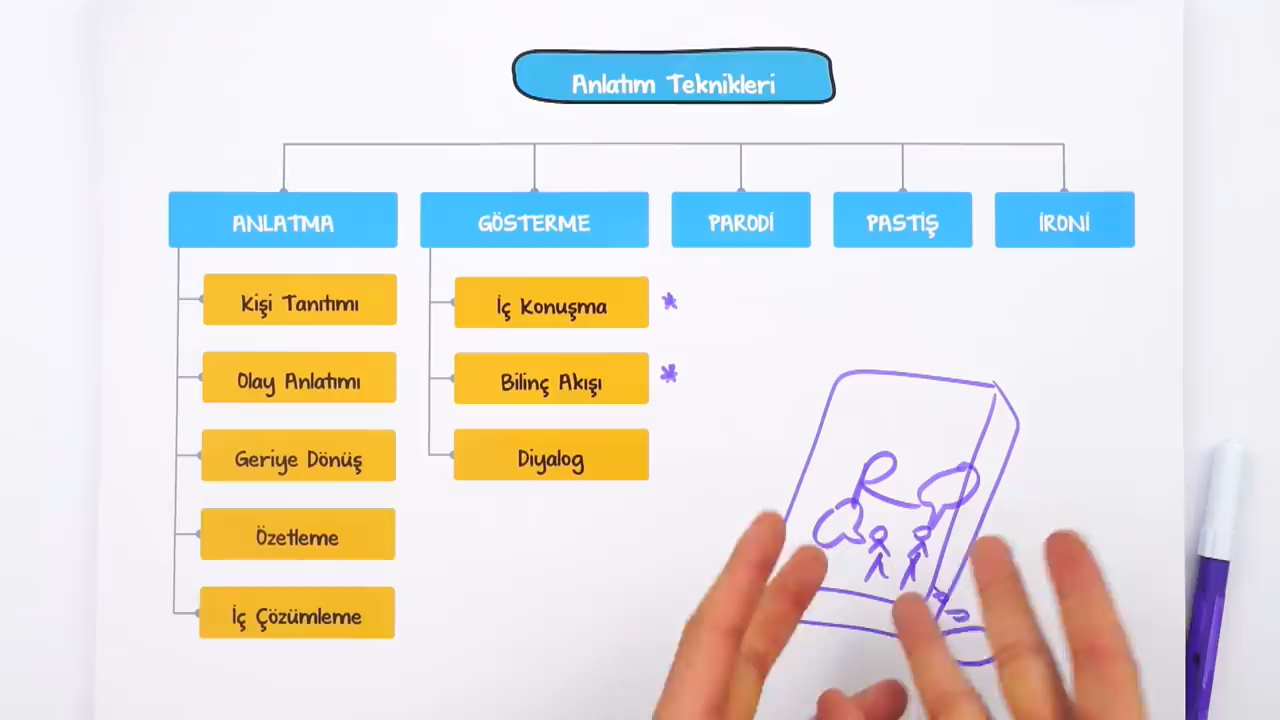 Anlatım Teknikleri
ANLATMA
GÖSTERME
PARODİ
PASTİŞ
İRONİ
Kişi Tanıtımı
Olay Anlatımı
Geriye Dönüş
Özetleme
İç Çözümleme
İç Konuşma *
Bilinç Akışı *
Diyalog
R